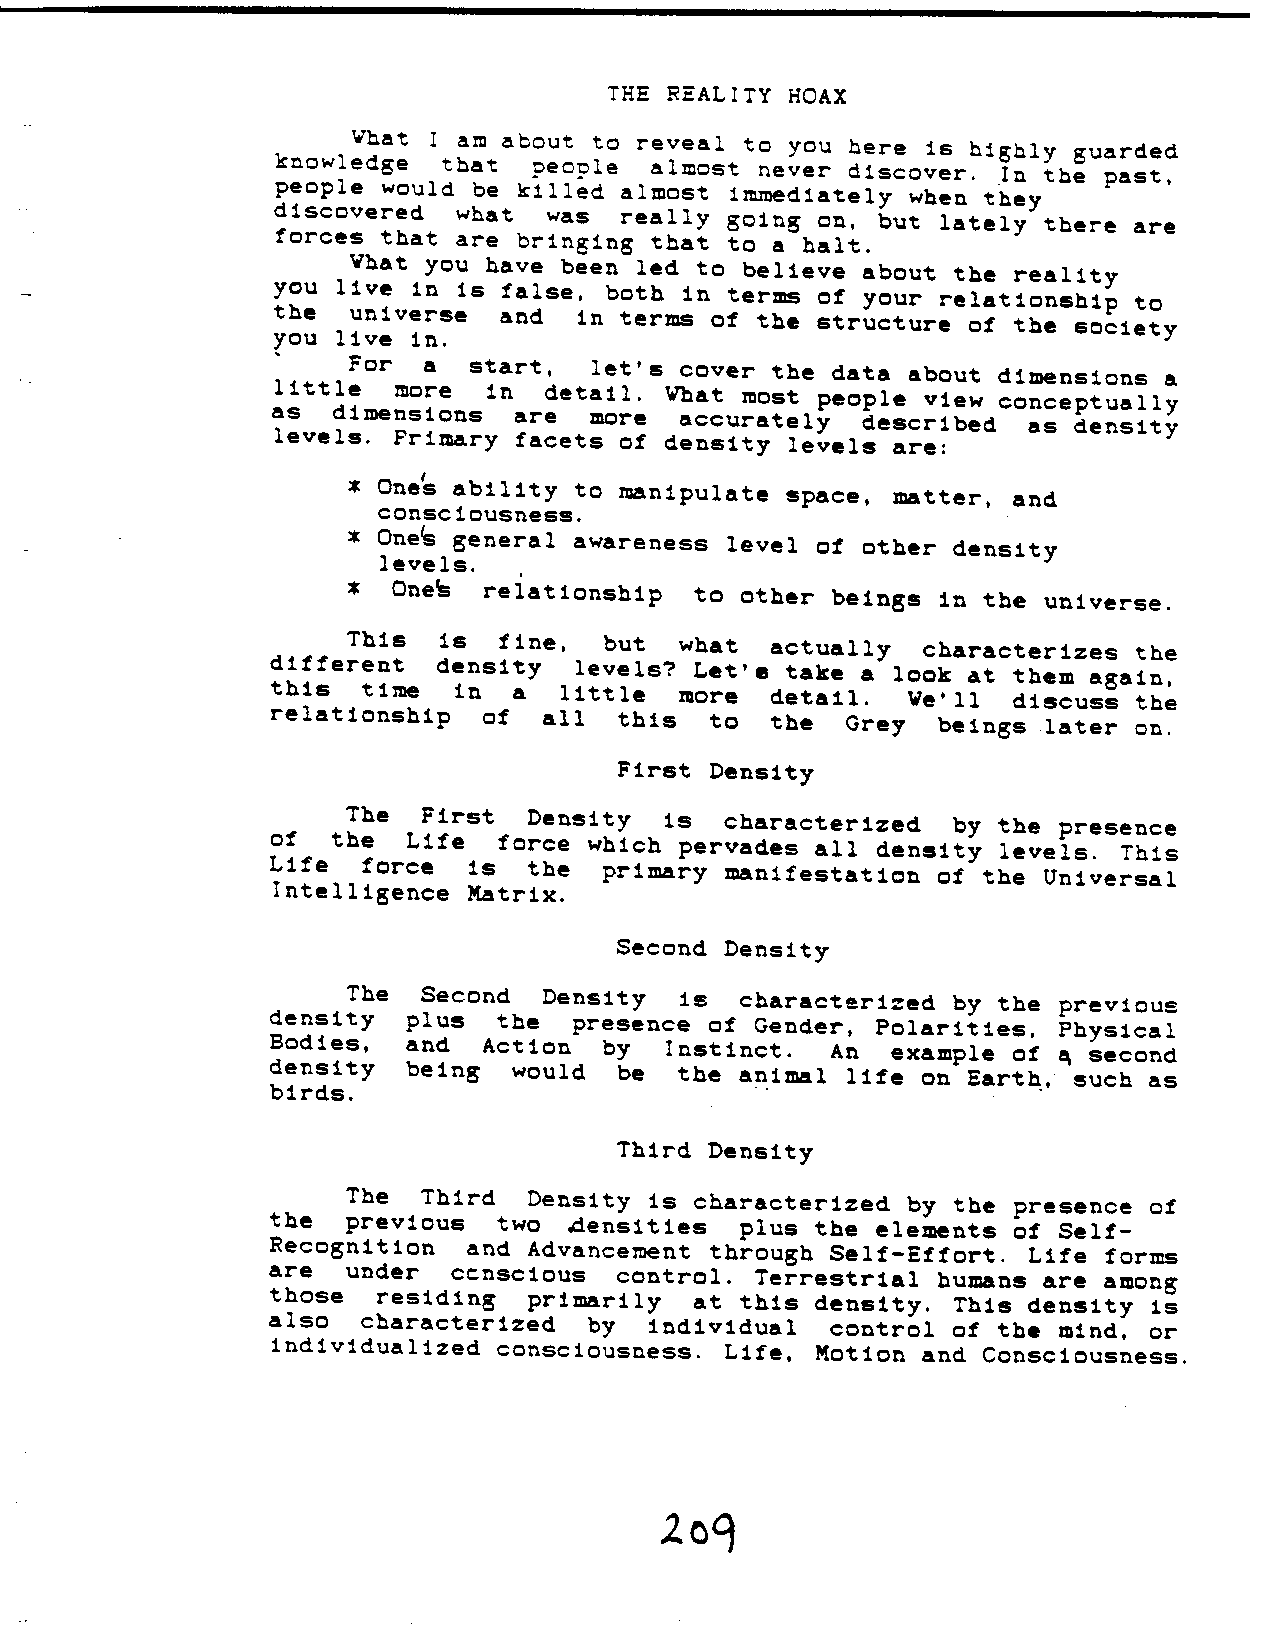 THE REALITY HOAX
What I am about to reveal to you here is highly guarded
knowledge that people almost never discover. In the past,
people would be killed almost immediately when they
discovered what was really going on, but lately there are
forces that are bringing that to a halt.
What you have been led to believe about the reality
you live in is false, both in terms of your relationship to
the universe and in terms of the structure of the society
you live in.
For a start, let's cover the data about dimensions a
little more in detail. What most people view conceptually
as dimensions are more accurately described as density
levels. Primary facets of density levels are:
* One's ability to manipulate space, matter, and
consciousness.
* One's general awareness level of other density
levels.
* One's relationship to other beings in the universe.
This is fine, but what actually characterizes the
different density levels? Let's take a look at them again,
this time in a little more detail. We'll discuss the
relationship of all this to the Grey beings later on.
First Density
The First Density is characterized by the presence
of the Life force which pervades all density levels. This
Life force is the primary manifestation of the Universal
Intelligence Matrix.
Second Density
The Second Density is characterized by the previous
density plus the presence of Gender, Polarities, Physical
Bodies, and Action by Instinct. An example of a second
density being would be the animal life on Earth, such as
birds.
Third Density
The Third Density is characterized by the presence of
the previous two densities plus the elements of Self-
Recognition and Advancement through Self-Effort. Life forms
are under conscious control. Terrestrial humans are among
those residing primarily at this density. This density is
also characterized by individual control of the mind, or
individualized consciousness. Life, Motion and Consciousness.
209